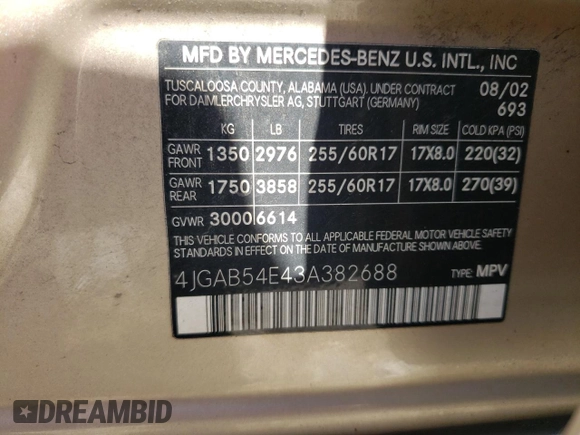 MFD BY MERCEDES-BENZ U.S. INTL., INC
TUSCALOOSA COUNTY, ALABAMA (USA). UNDER CONTRACT 08/02
FOR DAIMLERCHRYSLER AG, STUTTGART (GERMANY) 693
KG LB TIRES RIM SIZE COLD KPA (PSI)
GAWR FRONT 1350 2976 255/60R17 17X8.0 220(32)
GAWR REAR 1750 3858 255/60R17 17X8.0 270(39)
GVWR 3000 6614
THIS VEHICLE CONFORMS TO ALL APPLICABLE FEDERAL MOTOR VEHICLE SAFETY
STANDARDS IN EFFECT ON THE DATE OF MANUFACTURE SHOWN ABOVE.
4JGAB54E43A382688 TYPE: MPV
DREAMBID